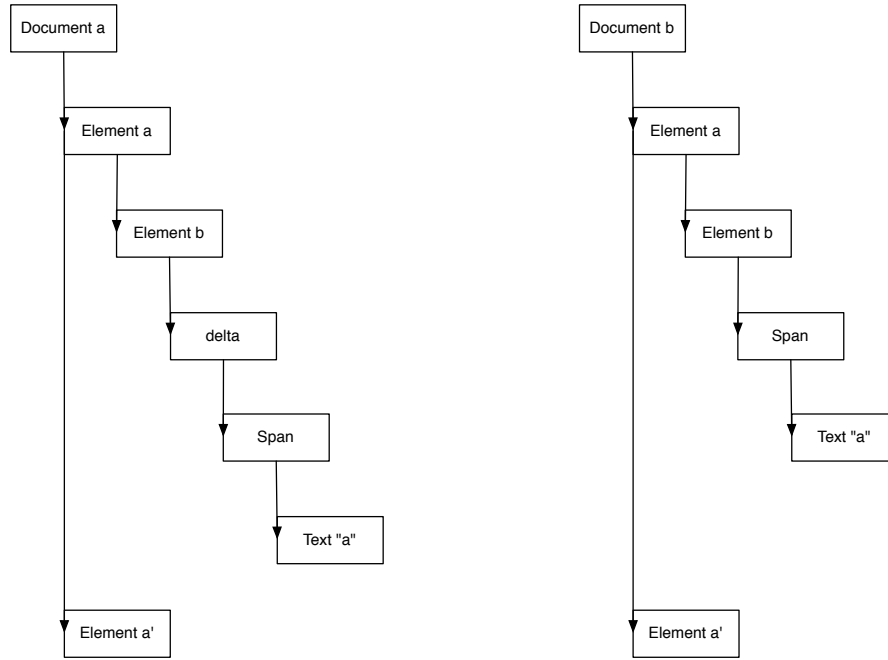 Document a
Element a
Element b
delta
Span
Text "a"
Element a'
Document b
Element a
Element b
Span
Text "a"
Element a'